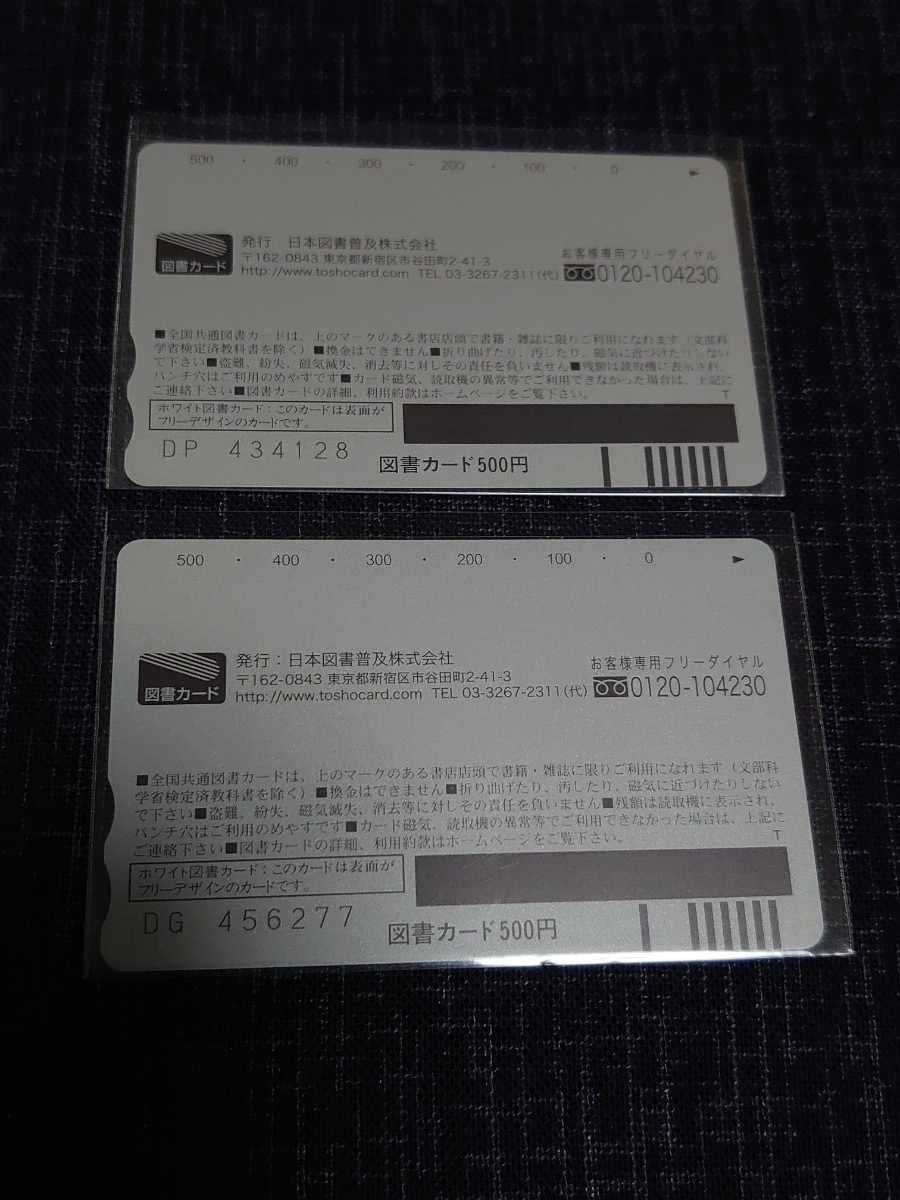 500 ・ 400 ・ 300 ・ 200 ・ 100 ・ 0 ▶
図書カード
発行：日本図書普及株式会社
〒162-0843 東京都新宿区市谷田町2-41-3
http://www.toshocard.com TEL 03-3267-2311(代)
お客様専用フリーダイヤル
0120-104230
■全国共通図書カードは、上のマークのある書店店頭で書籍・雑誌に限りご利用になれます（文部科
学省検定済教科書を除く）■換金はできません■折り曲げたり、汚したり、磁気に近づけたりしない
で下さい■盗難、紛失、磁気滅失、消去等に対しその責任を負いません■残額は読取機に表示され、
パンチ穴はご利用のめやすです■カード磁気、読取機の異常等でご利用できなかった場合は、上記に
ご連絡下さい■図書カードの詳細、利用約款はホームページをご覧下さい。
T
ホワイト図書カード：このカードは表面が
フリーデザインのカードです。
DP 434128
図書カード500円
500 ・ 400 ・ 300 ・ 200 ・ 100 ・ 0 ▶
図書カード
発行：日本図書普及株式会社
〒162-0843 東京都新宿区市谷田町2-41-3
http://www.toshocard.com TEL 03-3267-2311(代)
お客様専用フリーダイヤル
0120-104230
■全国共通図書カードは、上のマークのある書店店頭で書籍・雑誌に限りご利用になれます（文部科
学省検定済教科書を除く）■換金はできません■折り曲げたり、汚したり、磁気に近づけたりしない
で下さい■盗難、紛失、磁気滅失、消去等に対しその責任を負いません■残額は読取機に表示され、
パンチ穴はご利用のめやすです■カード磁気、読取機の異常等でご利用できなかった場合は、上記に
ご連絡下さい■図書カードの詳細、利用約款はホームページをご覧下さい。
T
ホワイト図書カード：このカードは表面が
フリーデザインのカードです。
DG 456277
図書カード500円